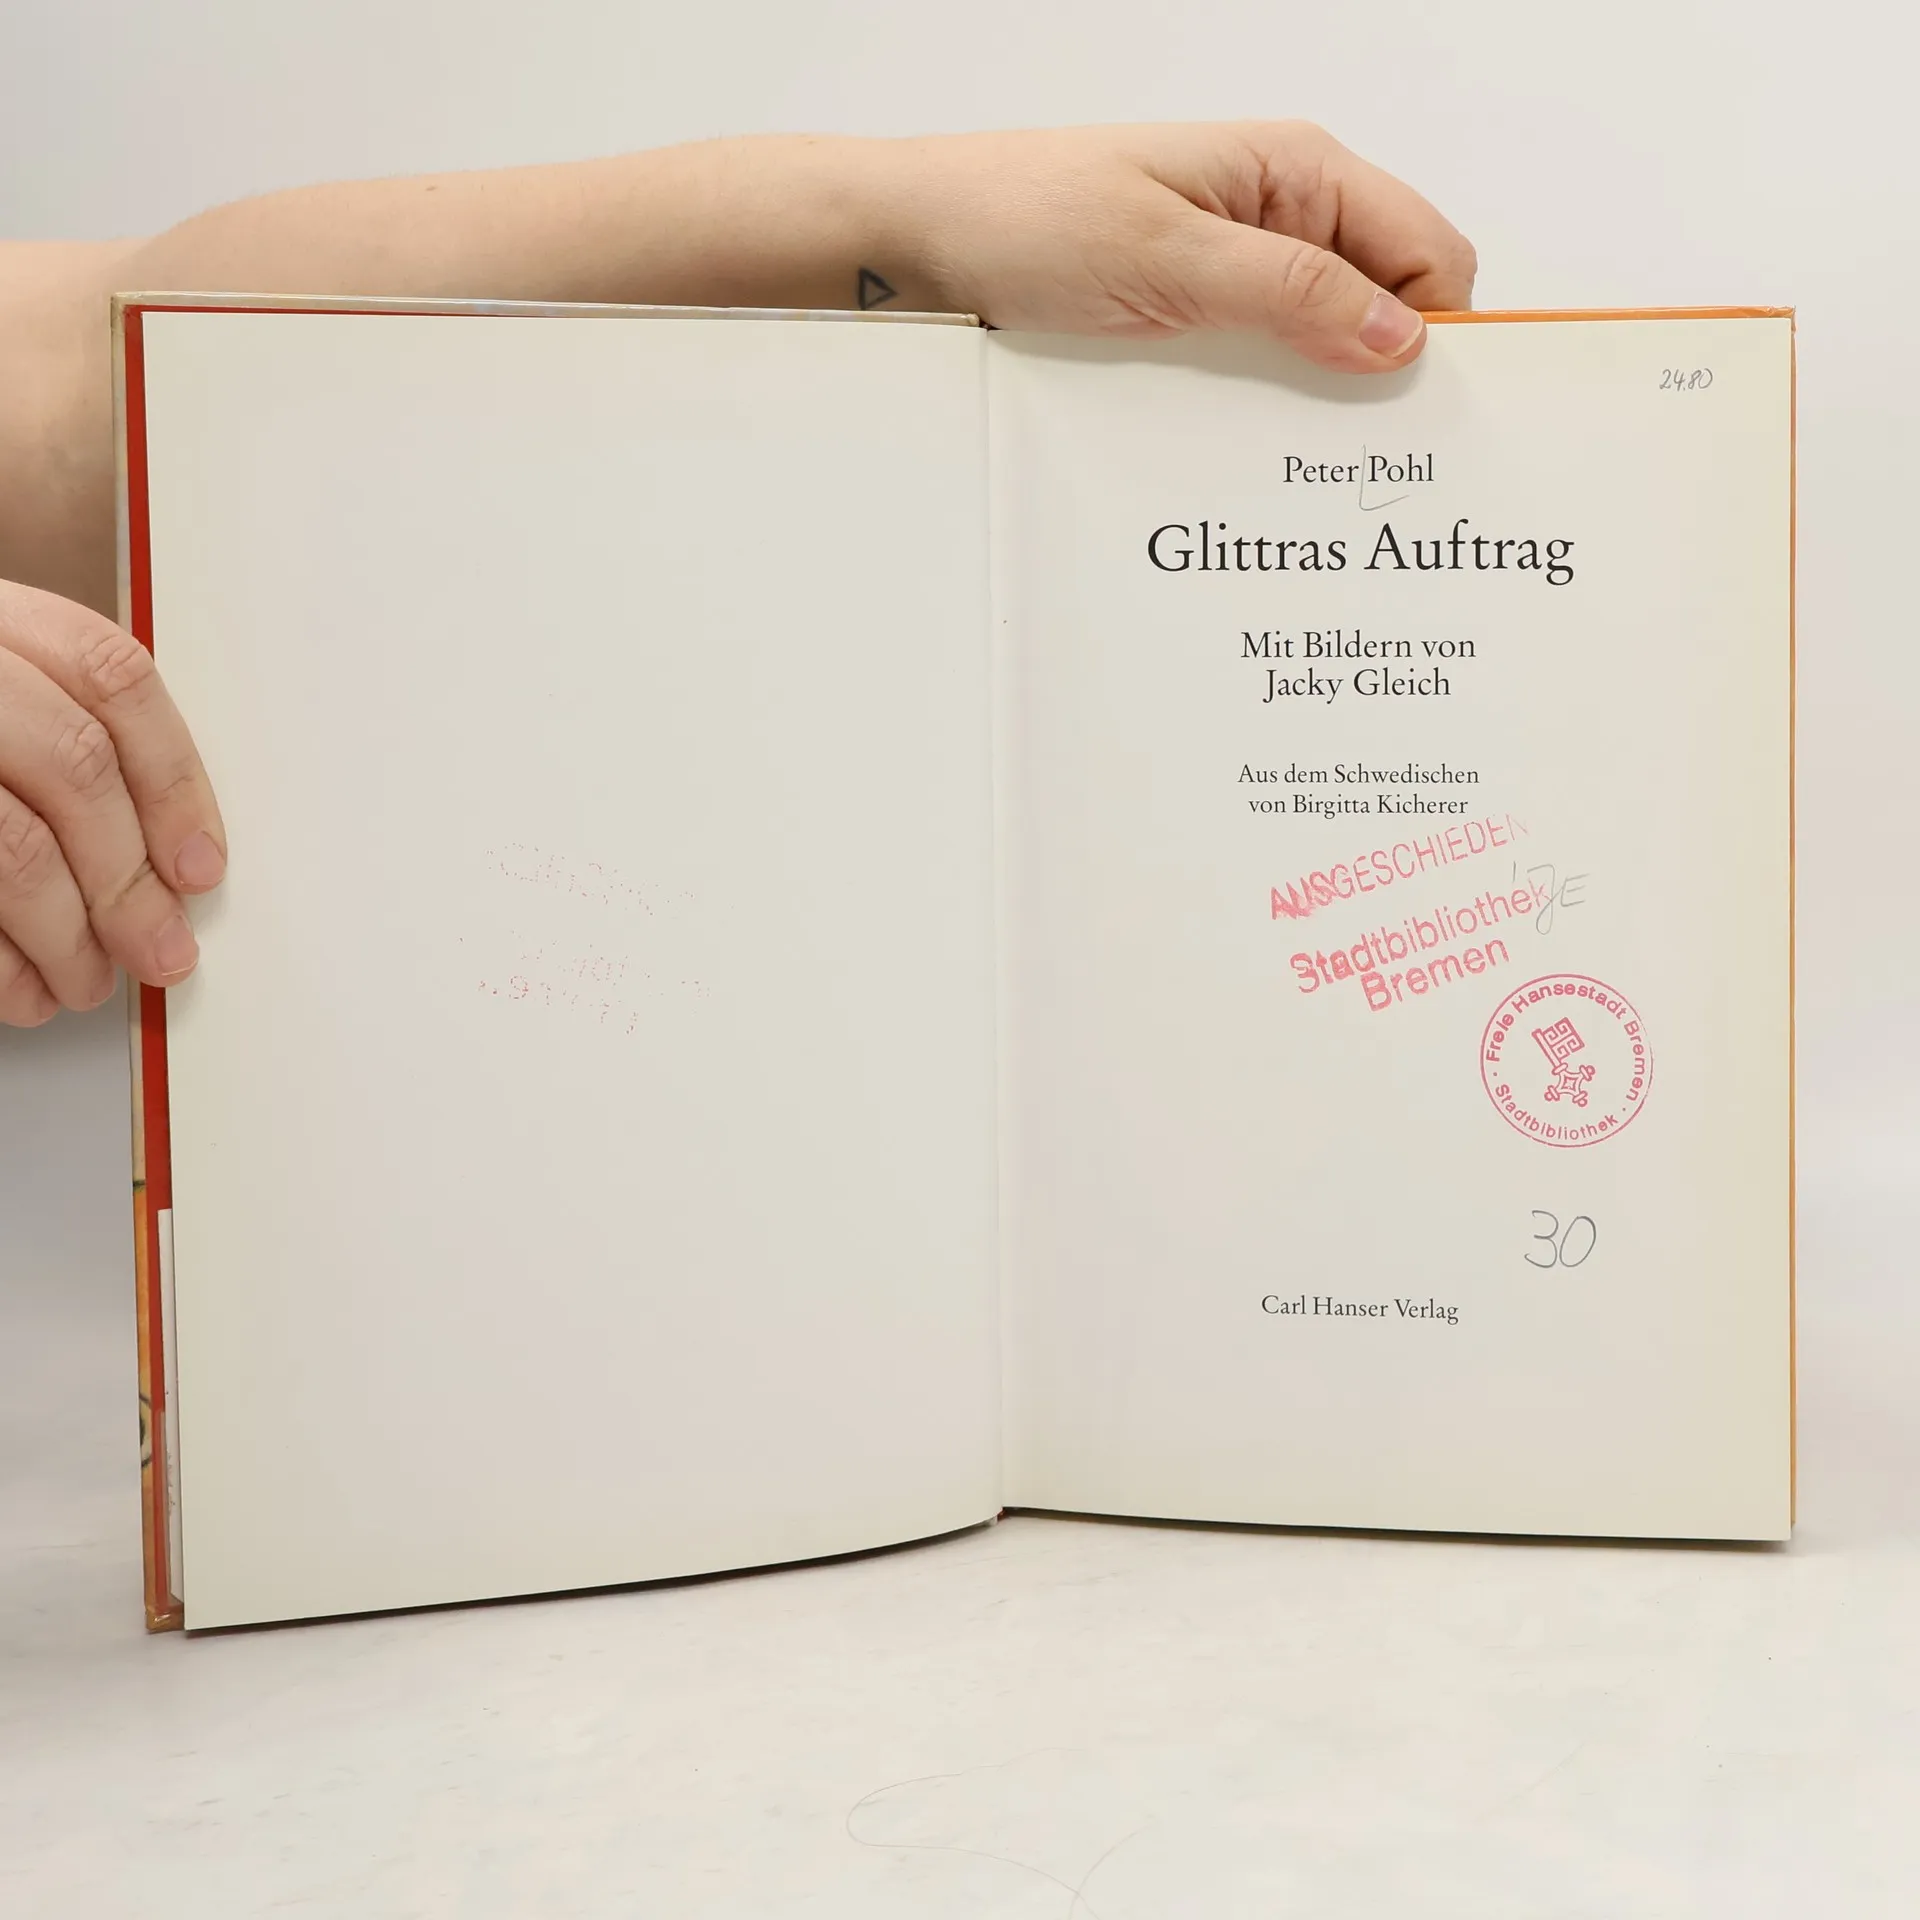 24.80
Peter Pohl
Glittras Auftrag
Mit Bildern von
Jacky Gleich
Aus dem Schwedischen
von Birgitta Kicherer
AUSGESCHIEDEN
Stadtbibliothek
Bremen
Freie Hansestadt Bremen
· Stadtbibliothek ·
30
Carl Hanser Verlag